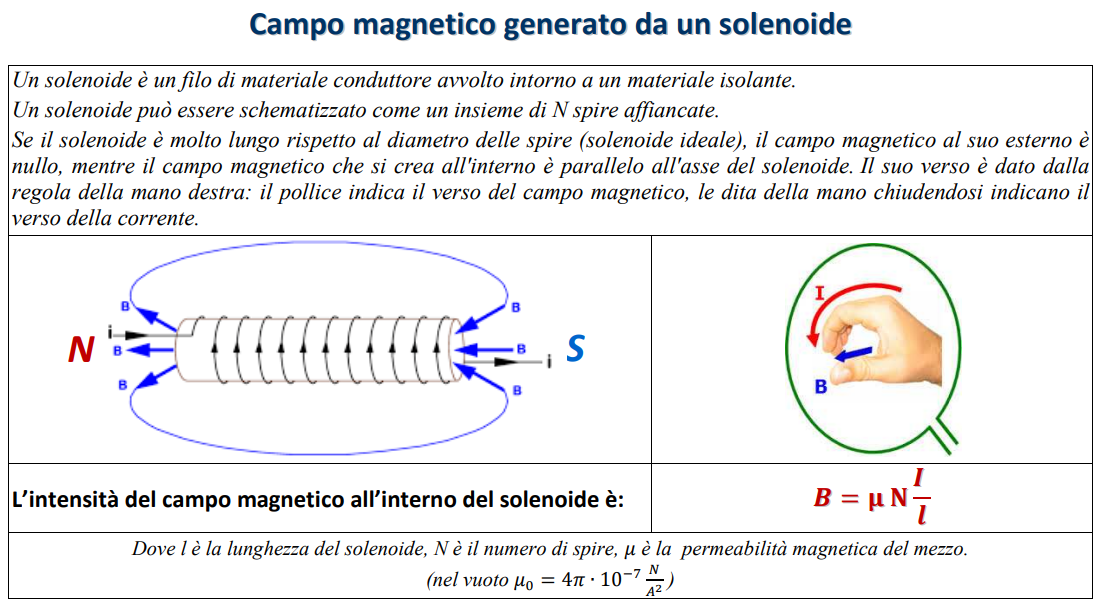 Campo magnetico generato da un solenoide
Un solenoide è un filo di materiale conduttore avvolto intorno a un materiale isolante.
Un solenoide può essere schematizzato come un insieme di N spire affiancate.
Se il solenoide è molto lungo rispetto al diametro delle spire (solenoide ideale), il campo magnetico al suo esterno è
nullo, mentre il campo magnetico che si crea all'interno è parallelo all'asse del solenoide. Il suo verso è dato dalla
regola della mano destra: il pollice indica il verso del campo magnetico, le dita della mano chiudendosi indicano il
verso della corrente.
B B
i
N B B S
i
B B
I
B
L'intensità del campo magnetico all'interno del solenoide è:
B = μ N I/l
Dove l è la lunghezza del solenoide, N è il numero di spire, μ è la permeabilità magnetica del mezzo.
(nel vuoto μ₀ = 4π · 10⁻⁷ N/A²)